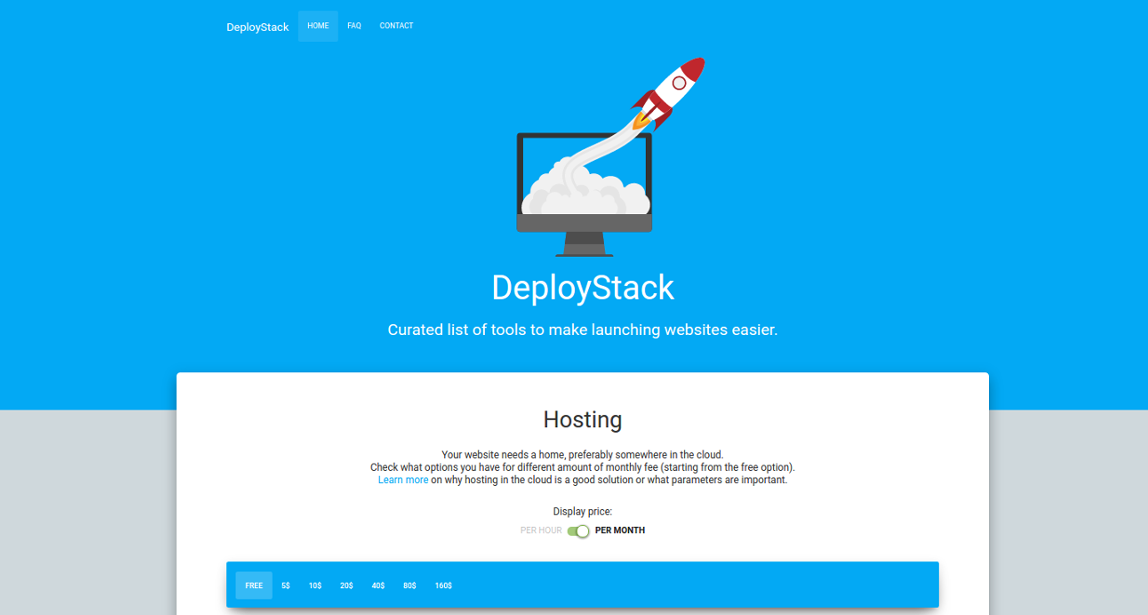 DeployStack HOME FAQ CONTACT
DeployStack
Curated list of tools to make launching websites easier.
Hosting
Your website needs a home, preferably somewhere in the cloud.
Check what options you have for different amount of monthly fee (starting from the free option).
Learn more on why hosting in the cloud is a good solution or what parameters are important.
Display price:
PER HOUR PER MONTH
FREE 5$ 10$ 20$ 40$ 80$ 160$